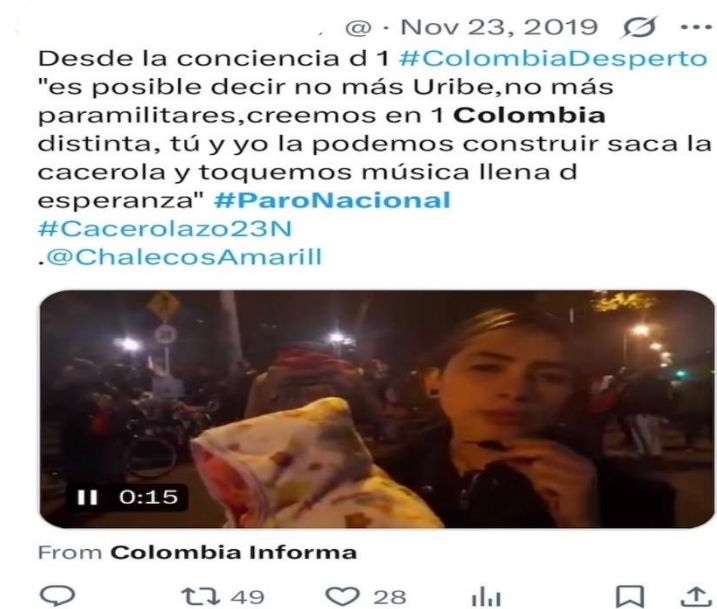 @ · Nov 23, 2019
Desde la conciencia d 1 #ColombiaDesperto
"es posible decir no más Uribe,no más
paramilitares,creemos en 1 Colombia
distinta, tú y yo la podemos construir saca la
cacerola y toquemos música llena d
esperanza" #ParoNacional
#Cacerolazo23N
.@ChalecosAmarill
0:15
From Colombia Informa
49 28